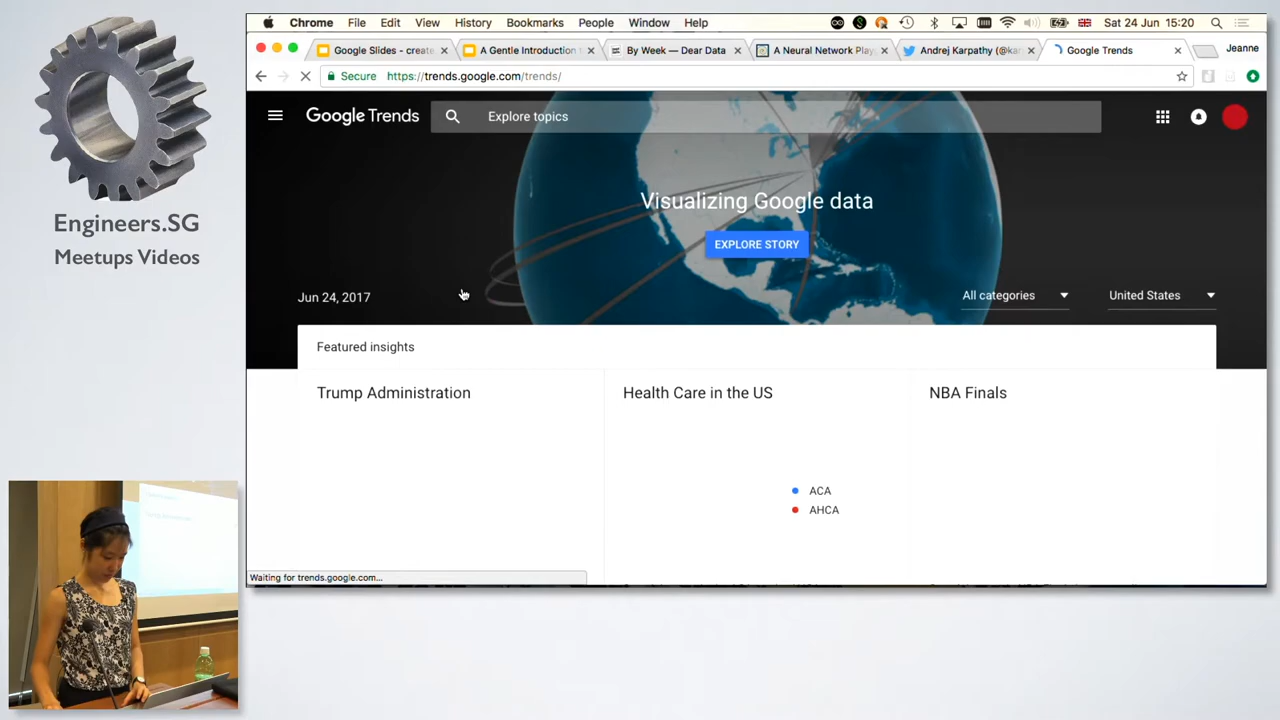 Chrome File Edit View History Bookmarks People Window Help Sat 24 Jun 15:20
Google Slides - create A Gentle Introduction By Week — Dear Data A Neural Network Play Andrej Karpathy (@ka Google Trends Jeanne
Secure https://trends.google.com/trends/
Google Trends Explore topics
Visualizing Google data
EXPLORE STORY
Jun 24, 2017 All categories United States
Featured insights
Trump Administration Health Care in the US NBA Finals
ACA
AHCA
Waiting for trends.google.com...
Engineers.SG
Meetups Videos